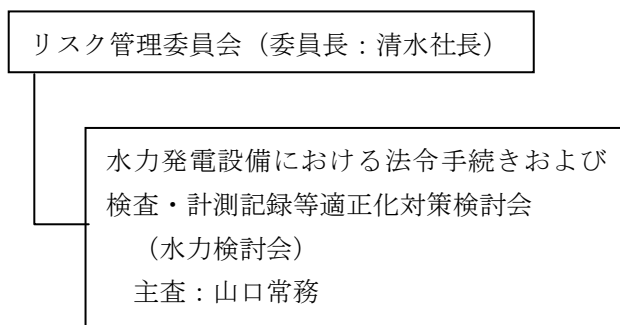 リスク管理委員会（委員長：清水社長）
水力発電設備における法令手続きおよび
検査・計測記録等適正化対策検討会
（水力検討会）
主査：山口常務